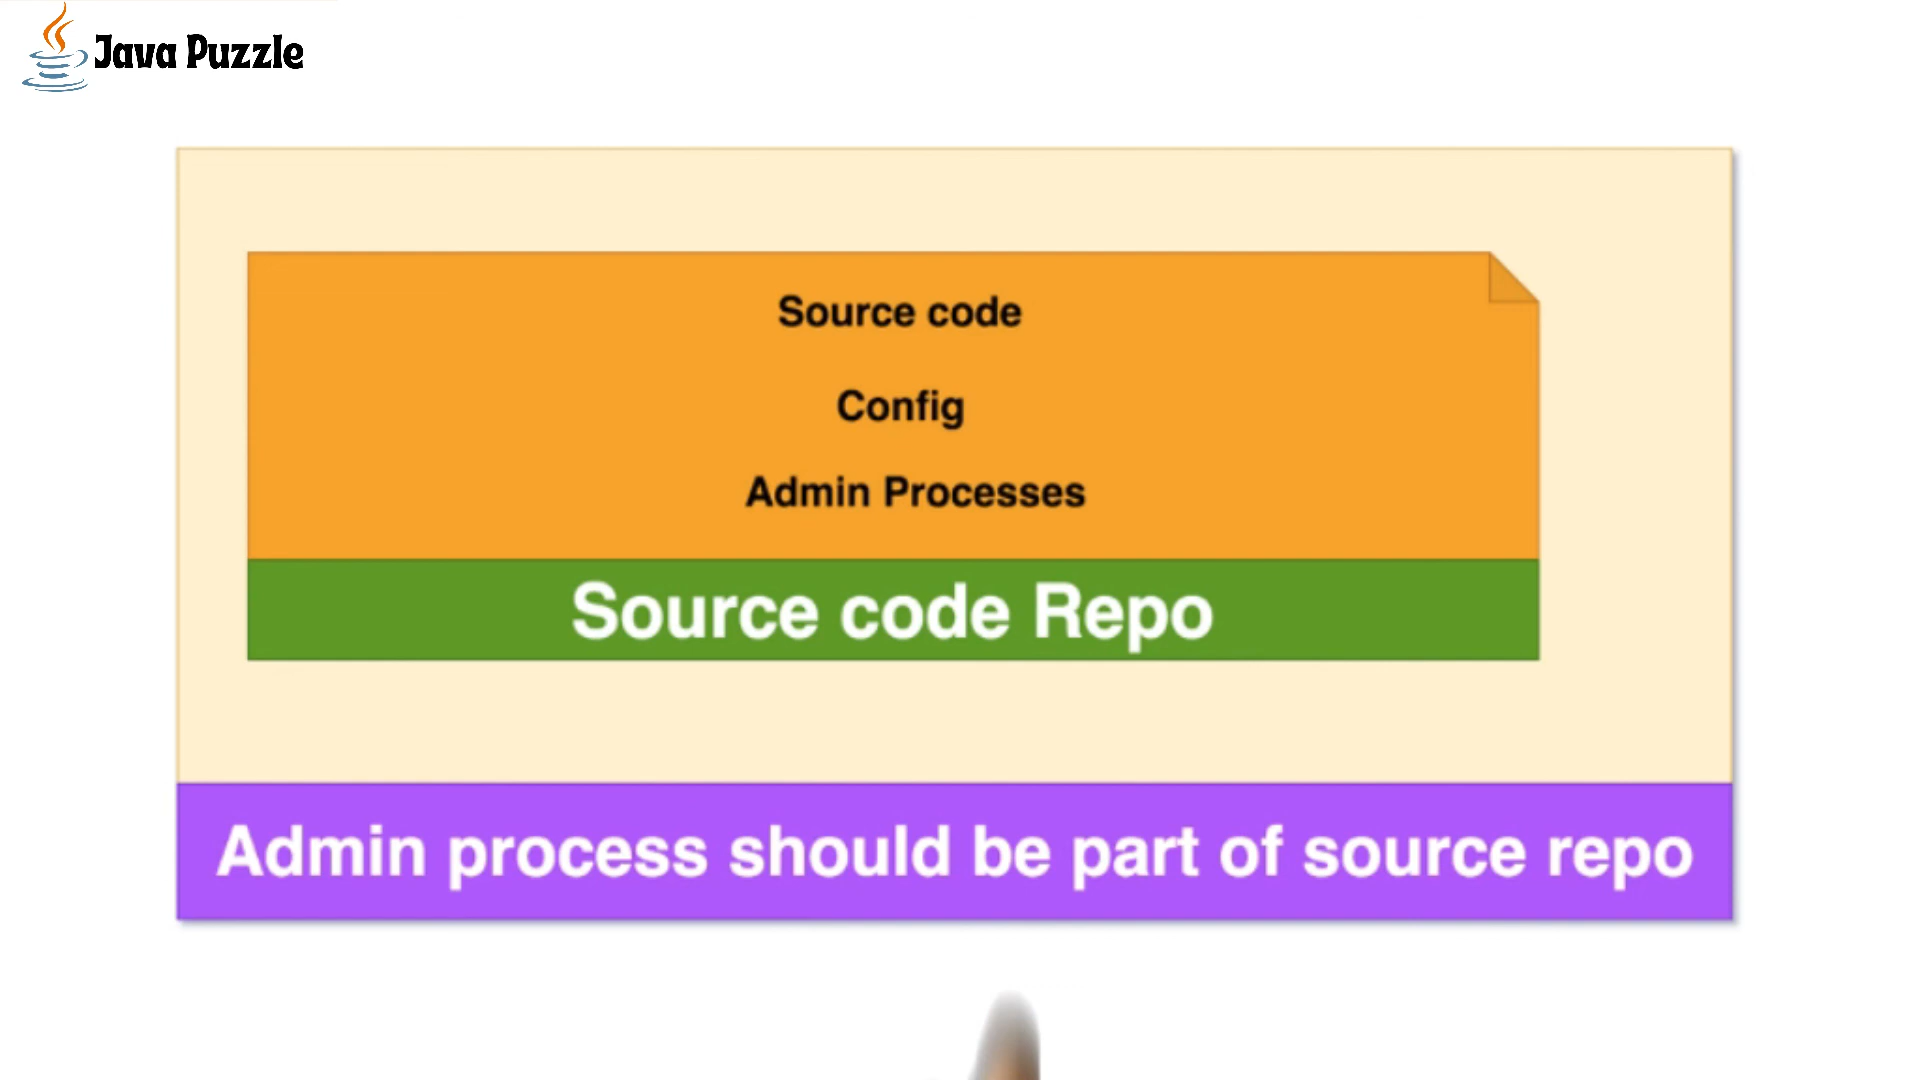 Java Puzzle
Source code
Config
Admin Processes
Source code Repo
Admin process should be part of source repo